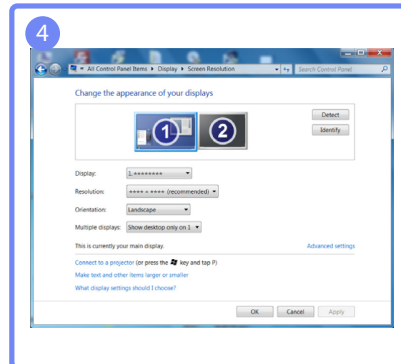 4
« All Control Panel Items ▸ Display ▸ Screen Resolution
Search Control Panel
Change the appearance of your displays
1 2
Detect
Identify
Display: 1.********
Resolution: **** × **** (recommended)
Orientation: Landscape
Multiple displays: Show desktop only on 1
This is currently your main display. Advanced settings
Connect to a projector (or press the key and tap P)
Make text and other items larger or smaller
What display settings should I choose?
OK Cancel Apply